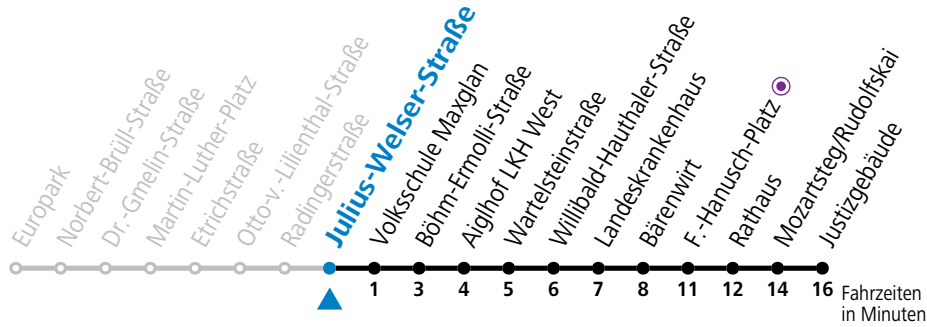 Europark
Norbert-Brüll-Straße
Dr.-Gmelin-Straße
Martin-Luther-Platz
Etrichstraße
Otto-v.-Lilienthal-Straße
Radingerstraße
Julius-Welser-Straße
Volksschule Maxglan
Böhm-Ermolli-Straße
Aiglhof LKH West
Wartelsteinstraße
Willibald-Hauthaler-Straße
Landeskrankenhaus
Bärenwirt
F.-Hanusch-Platz
Rathaus
Mozartsteg/Rudolfskai
Justizgebäude
1 3 4 5 6 7 8 11 12 14 16
Fahrzeiten
in Minuten